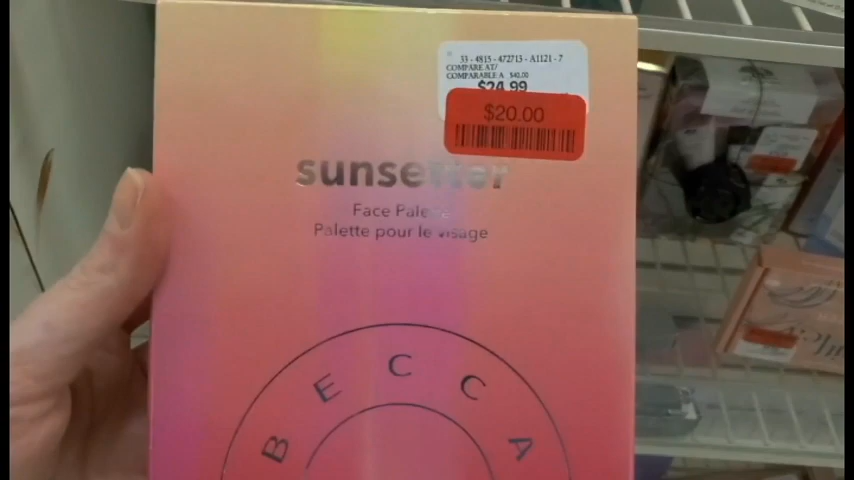 33 - 4815 - 472713 - A1121 - 7
COMPARE AT/
COMPARABLE A $40.00
$24.99
$20.00
sunsetter
Face Palette
Palette pour le visage
BECCA